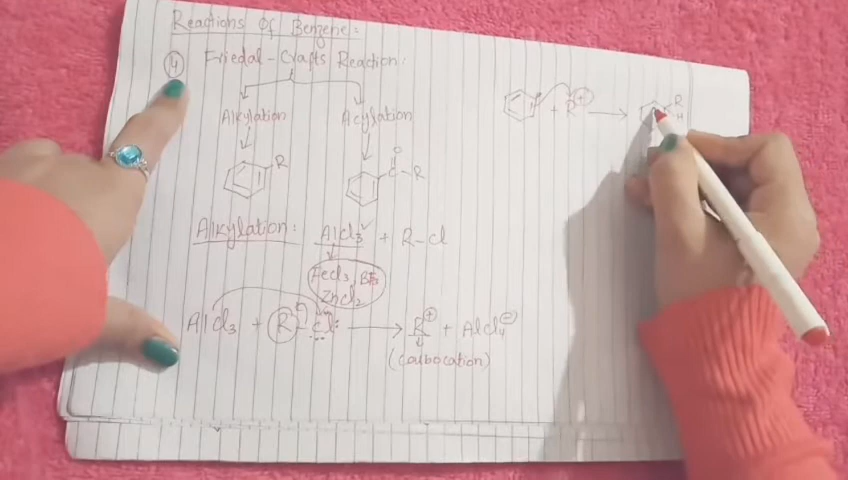 Reactions Of Benzene:
4 Friedal-Crafts Reaction:
Alkylation Acylation
R
O
C-R
Alkylation: AlCl3 + R-Cl
FeCl3, BF3
ZnCl2
AlCl3 + R-Cl: → R⊕ + AlCl4⊖
(carbocation)
+ R⊕ → R
H